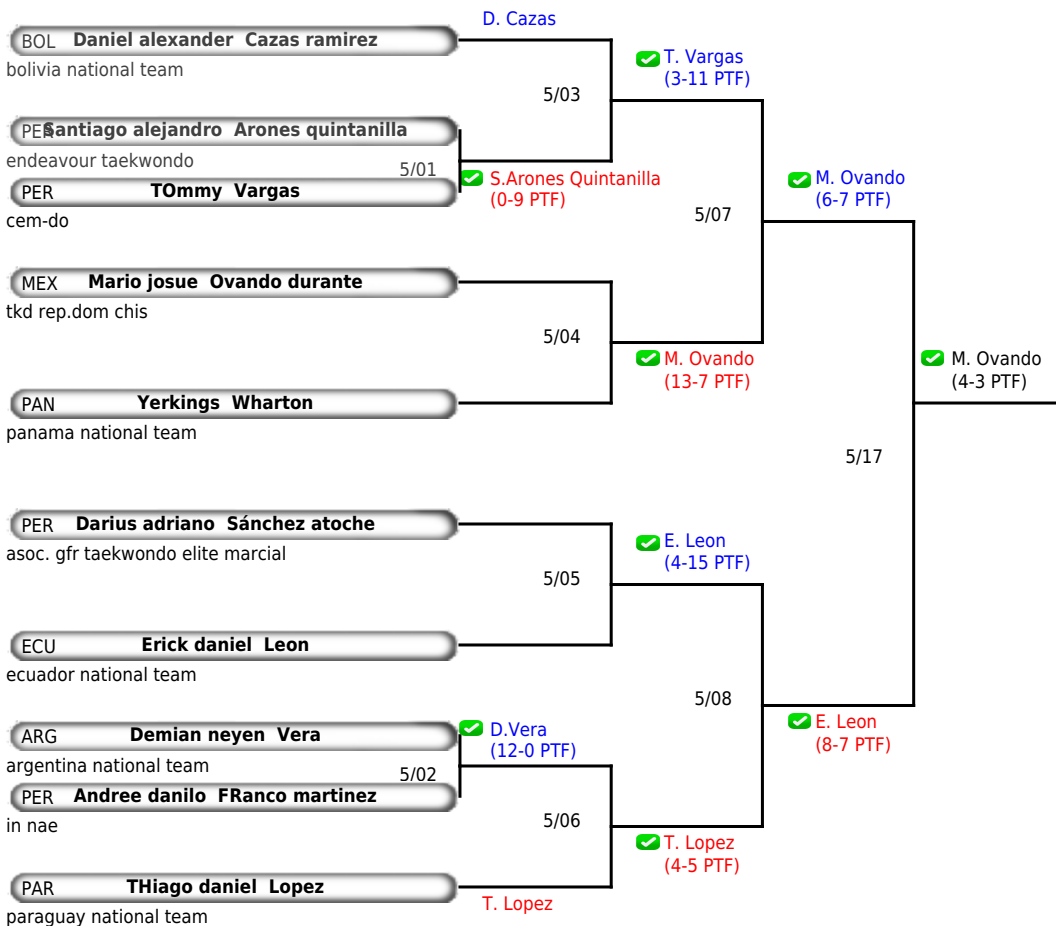 D. Cazas
BOL Daniel alexander Cazas ramirez
bolivia national team
T. Vargas
(3-11 PTF)
5/03
PER Santiago alejandro Arones quintanilla
endeavour taekwondo
5/01
S.Arones Quintanilla
(0-9 PTF)
PER TOmmy Vargas
cem-do
M. Ovando
(6-7 PTF)
5/07
MEX Mario josue Ovando durante
tkd rep.dom chis
5/04
M. Ovando
(13-7 PTF)
M. Ovando
(4-3 PTF)
PAN Yerkings Wharton
panama national team
5/17
PER Darius adriano Sánchez atoche
asoc. gfr taekwondo elite marcial
E. Leon
(4-15 PTF)
5/05
ECU Erick daniel Leon
ecuador national team
5/08
E. Leon
(8-7 PTF)
ARG Demian neyen Vera
argentina national team
D.Vera
(12-0 PTF)
5/02
PER Andree danilo FRanco martinez
in nae
5/06
T. Lopez
(4-5 PTF)
PAR THiago daniel Lopez
paraguay national team
T. Lopez